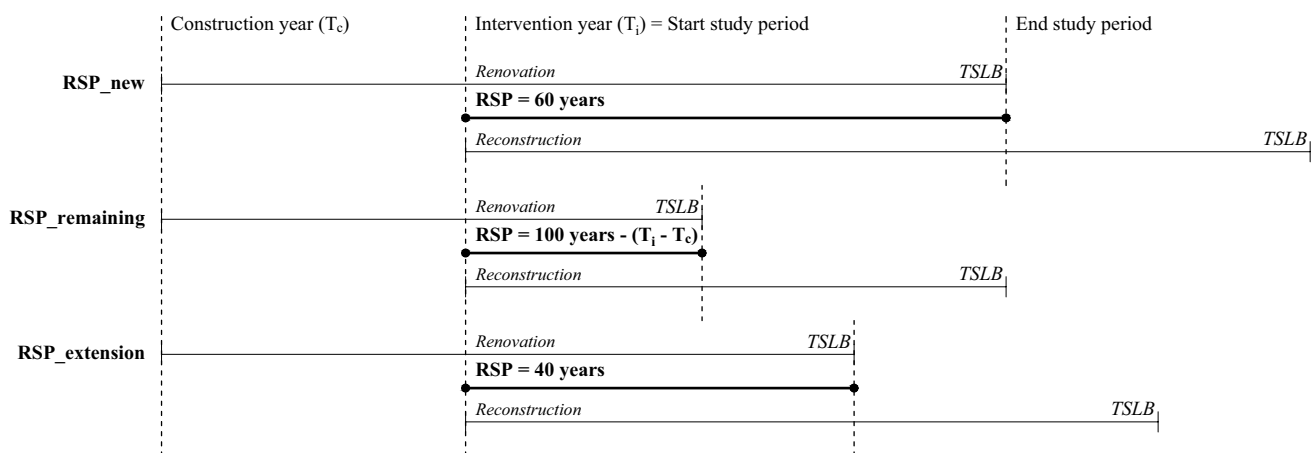 Construction year (Tc) Intervention year (Ti) = Start study period End study period
RSP_new Renovation TSLB
RSP = 60 years
Reconstruction TSLB
RSP_remaining Renovation TSLB
RSP = 100 years - (Ti - Tc)
Reconstruction TSLB
RSP_extension Renovation TSLB
RSP = 40 years
Reconstruction TSLB